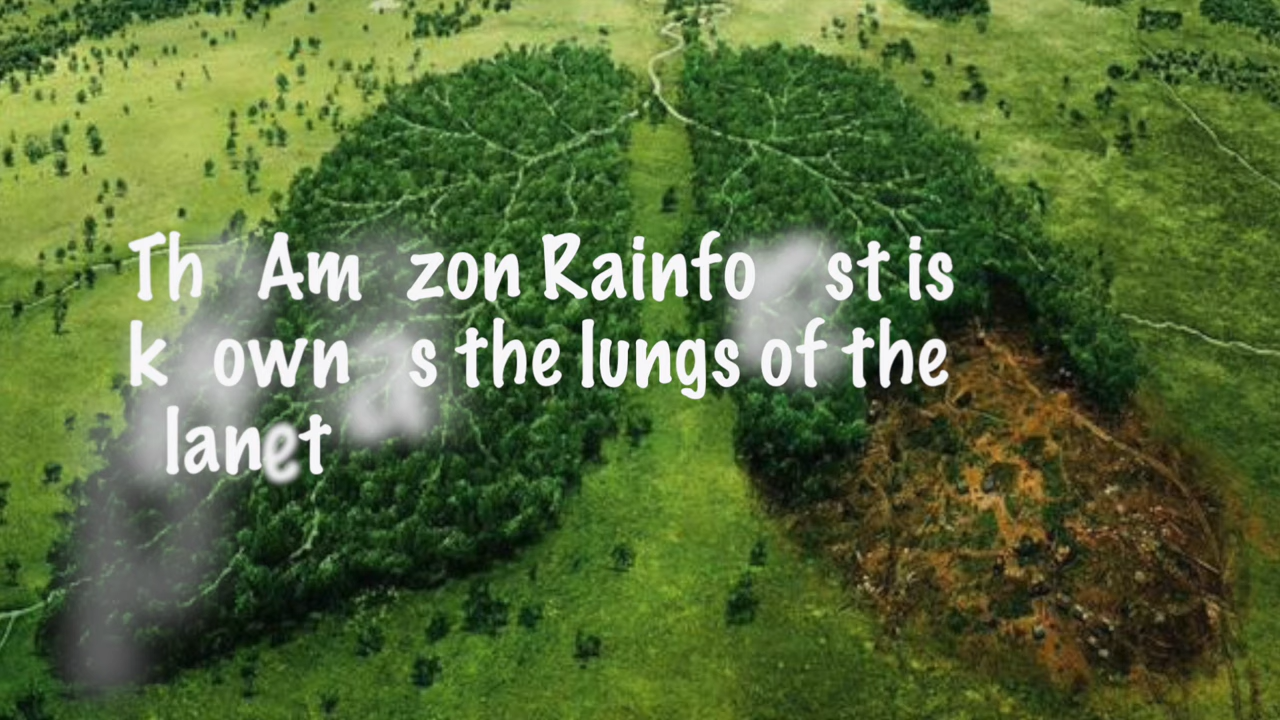 Th Am zon Rainfo st is
k own s the lungs of the
lanet